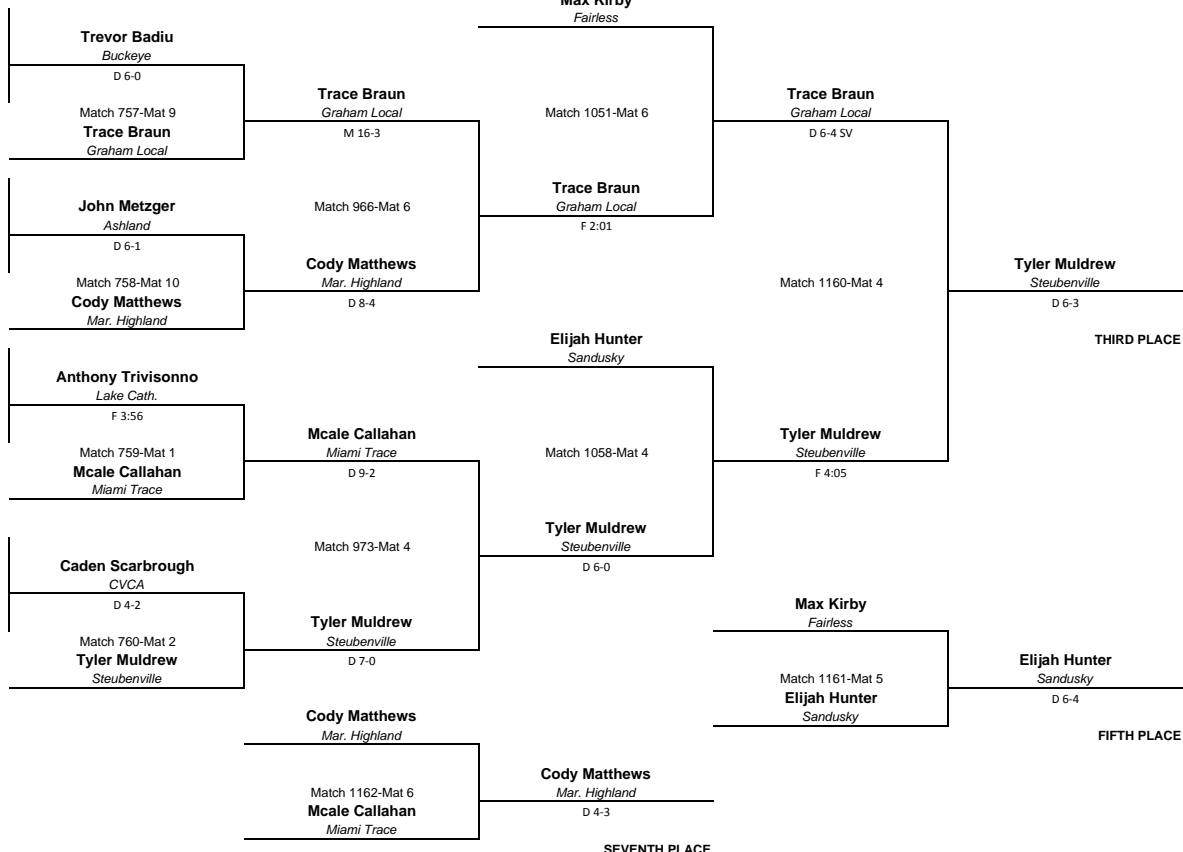 Max Kirby
Fairless
Trevor Badiu
Buckeye
D 6-0
Match 757-Mat 9
Trace Braun
Graham Local
Trace Braun
Graham Local
M 16-3
Match 1051-Mat 6
Trace Braun
Graham Local
D 6-4 SV
John Metzger
Ashland
D 6-1
Match 758-Mat 10
Cody Matthews
Mar. Highland
Match 966-Mat 6
Cody Matthews
Mar. Highland
D 8-4
Trace Braun
Graham Local
F 2:01
Match 1160-Mat 4
Tyler Muldrew
Steubenville
D 6-3
THIRD PLACE
Anthony Trivisonno
Lake Cath.
F 3:56
Match 759-Mat 1
Mcale Callahan
Miami Trace
Mcale Callahan
Miami Trace
D 9-2
Elijah Hunter
Sandusky
Match 1058-Mat 4
Tyler Muldrew
Steubenville
F 4:05
Caden Scarbrough
CVCA
D 4-2
Match 760-Mat 2
Tyler Muldrew
Steubenville
Match 973-Mat 4
Tyler Muldrew
Steubenville
D 7-0
Tyler Muldrew
Steubenville
D 6-0
Max Kirby
Fairless
Match 1161-Mat 5
Elijah Hunter
Sandusky
Elijah Hunter
Sandusky
D 6-4
FIFTH PLACE
Cody Matthews
Mar. Highland
Match 1162-Mat 6
Mcale Callahan
Miami Trace
Cody Matthews
Mar. Highland
D 4-3
SEVENTH PLACE